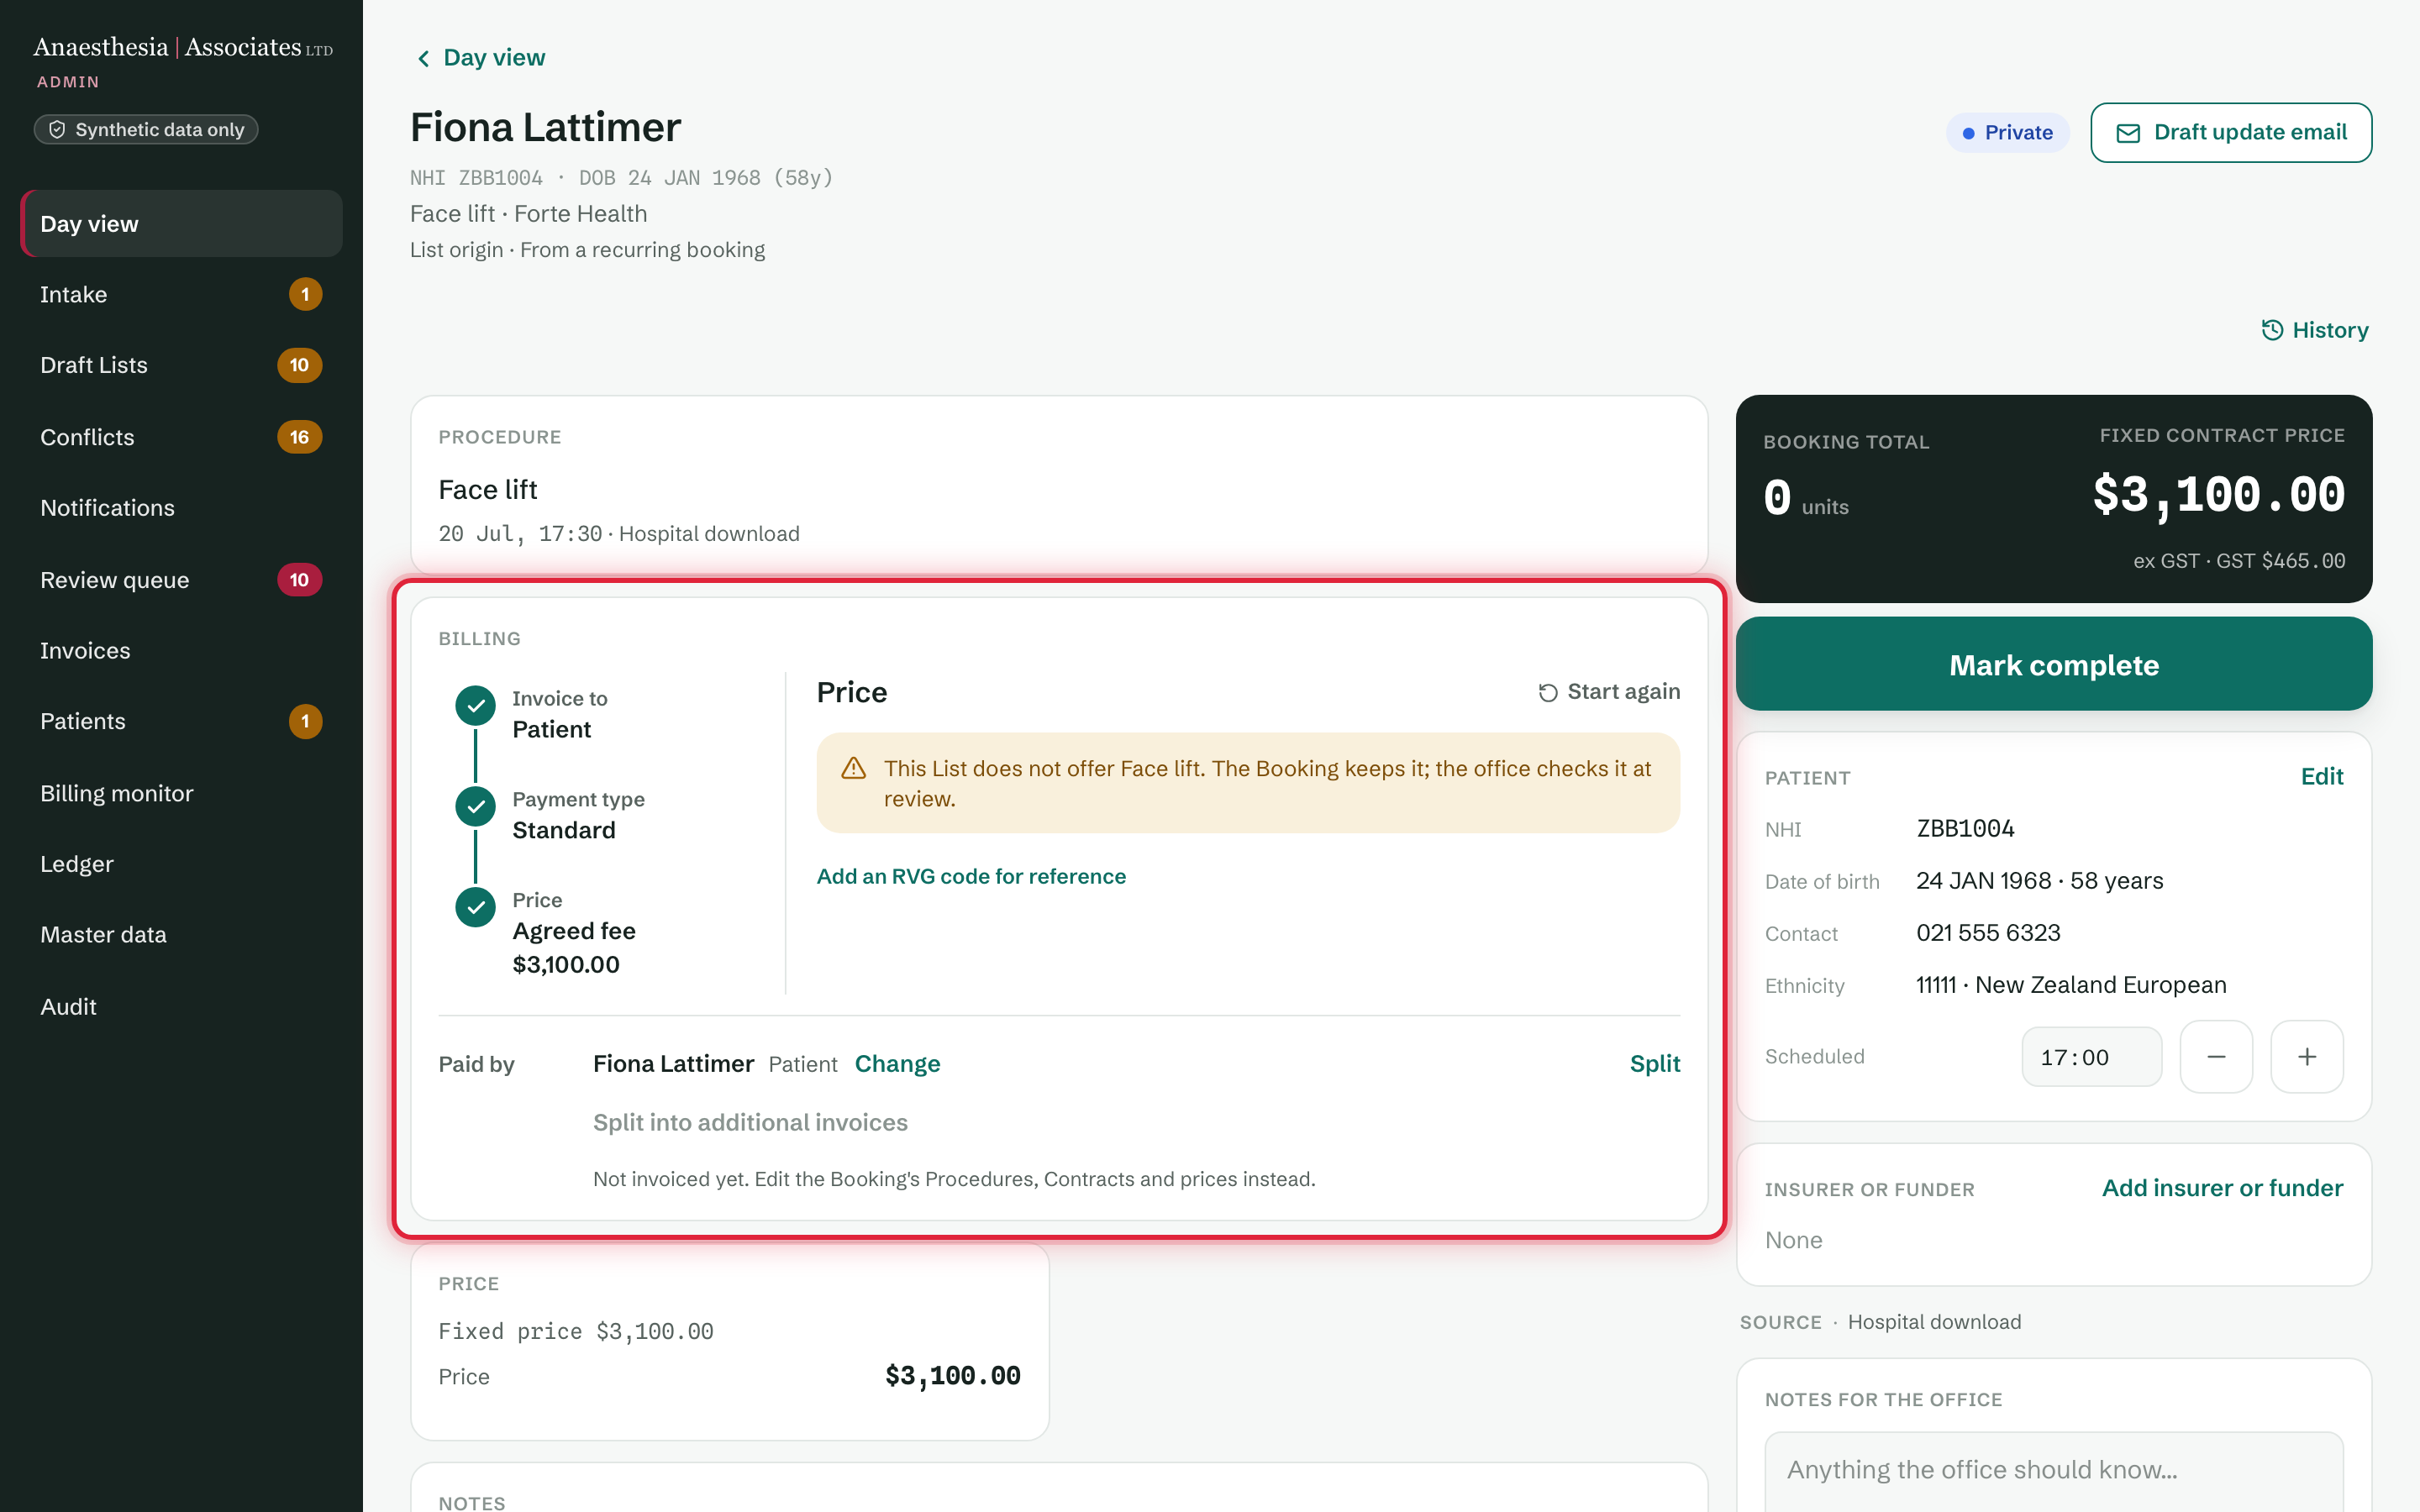 Anaesthesia | Associates LTD
ADMIN
Synthetic data only
Day view
Intake 1
Draft Lists 10
Conflicts 16
Notifications
Review queue 10
Invoices
Patients 1
Billing monitor
Ledger
Master data
Audit
Day view
Fiona Lattimer
NHI ZBB1004 · DOB 24 JAN 1968 (58y)
Face lift · Forte Health
List origin · From a recurring booking
Private
Draft update email
History
PROCEDURE
Face lift
20 Jul, 17:30 · Hospital download
BILLING
Invoice to
Patient
Payment type
Standard
Price
Agreed fee
$3,100.00
Price
Start again
This List does not offer Face lift. The Booking keeps it; the office checks it at
review.
Add an RVG code for reference
Paid by Fiona Lattimer Patient Change Split
Split into additional invoices
Not invoiced yet. Edit the Booking's Procedures, Contracts and prices instead.
PRICE
Fixed price $3,100.00
Price $3,100.00
NOTES
BOOKING TOTAL
0 units
FIXED CONTRACT PRICE
$3,100.00
ex GST · GST $465.00
Mark complete
PATIENT Edit
NHI ZBB1004
Date of birth 24 JAN 1968 · 58 years
Contact 021 555 6323
Ethnicity 11111 · New Zealand European
Scheduled 17:00 − +
INSURER OR FUNDER Add insurer or funder
None
SOURCE · Hospital download
NOTES FOR THE OFFICE
Anything the office should know...